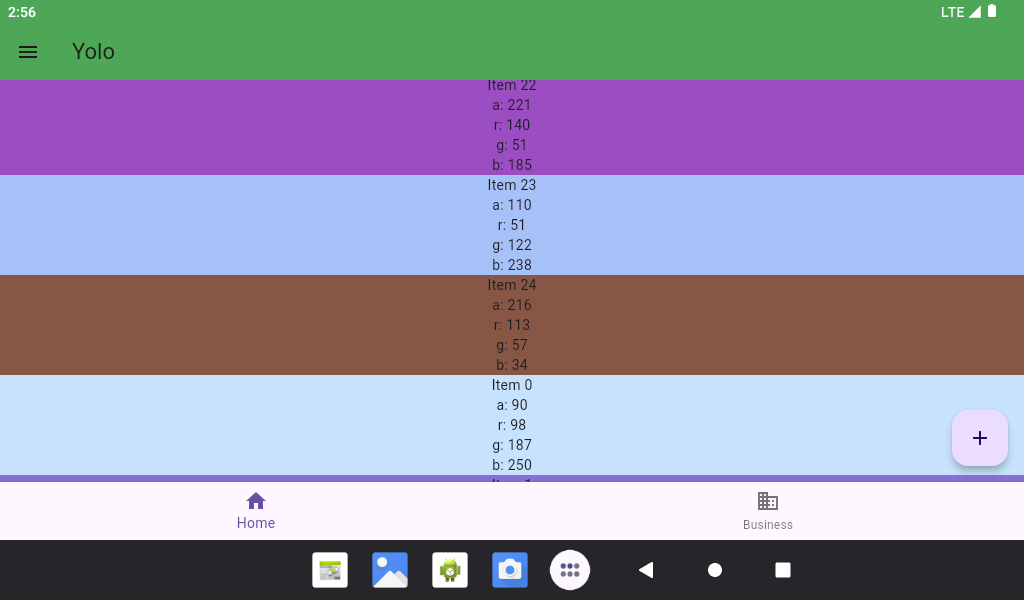 2:56
LTE
Yolo
Item 22
a: 221
r: 140
g: 51
b: 185
Item 23
a: 110
r: 51
g: 122
b: 238
Item 24
a: 216
r: 113
g: 57
b: 34
Item 0
a: 90
r: 98
g: 187
b: 250
Home
Business